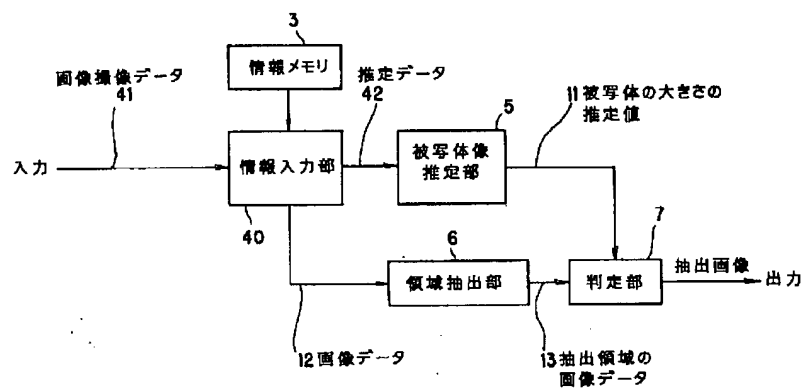 3
情報メモリ
画像撮像データ
41
推定データ
42
5
11 被写体の大きさの
推定値
入力
情報入力部
被写体像
推定部
40
6
7
領域抽出部
判定部
抽出画像
出力
12 画像データ
13 抽出領域の
画像データ